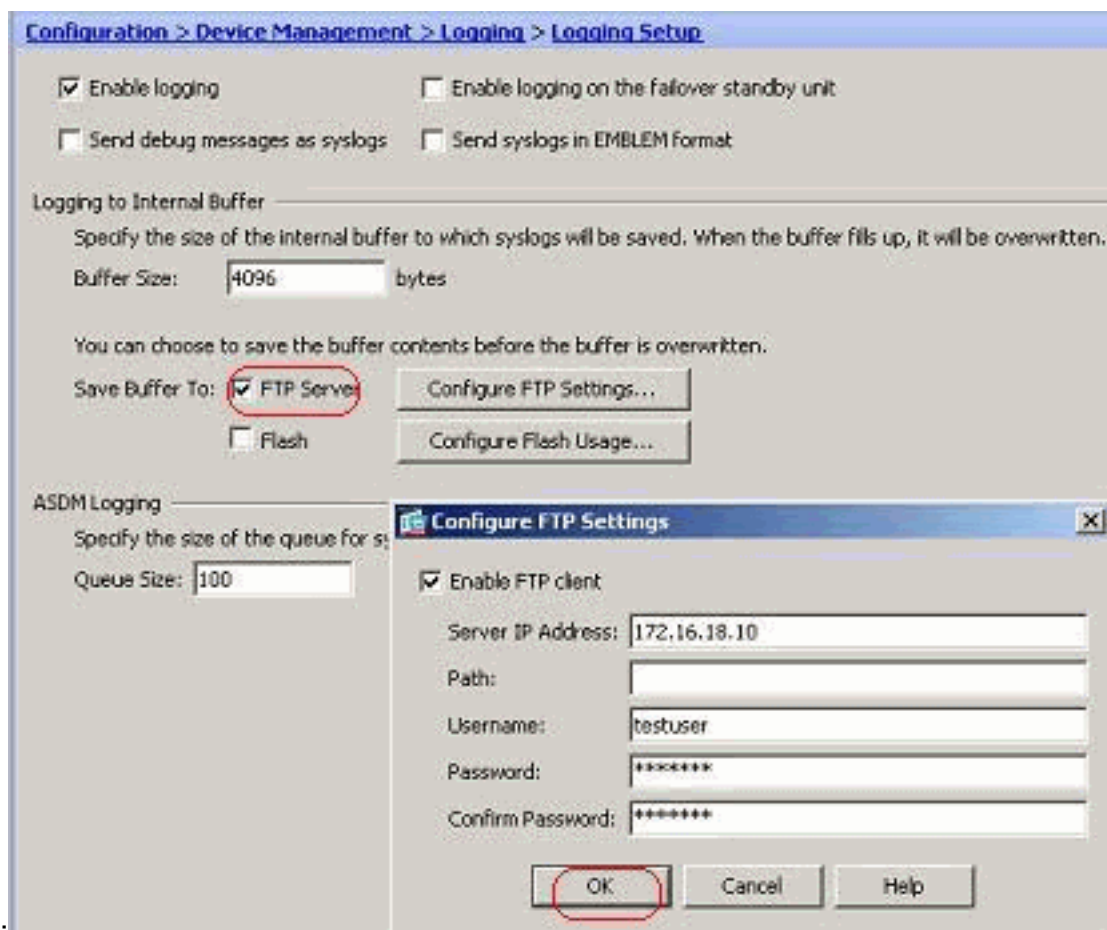 Configuration > Device Management > Logging > Logging Setup
Enable logging
Enable logging on the failover standby unit
Send debug messages as syslogs
Send syslogs in EMBLEM format
Logging to Internal Buffer
Specify the size of the internal buffer to which syslogs will be saved. When the buffer fills up, it will be overwritten.
Buffer Size: 4096 bytes
You can choose to save the buffer contents before the buffer is overwritten.
Save Buffer To: FTP Server Configure FTP Settings...
Flash Configure Flash Usage...
ASDM Logging
Specify the size of the queue for sy
Queue Size: 100
Configure FTP Settings
Enable FTP client
Server IP Address: 172.16.18.10
Path:
Username: testuser
Password: *******
Confirm Password: *******
OK Cancel Help
.